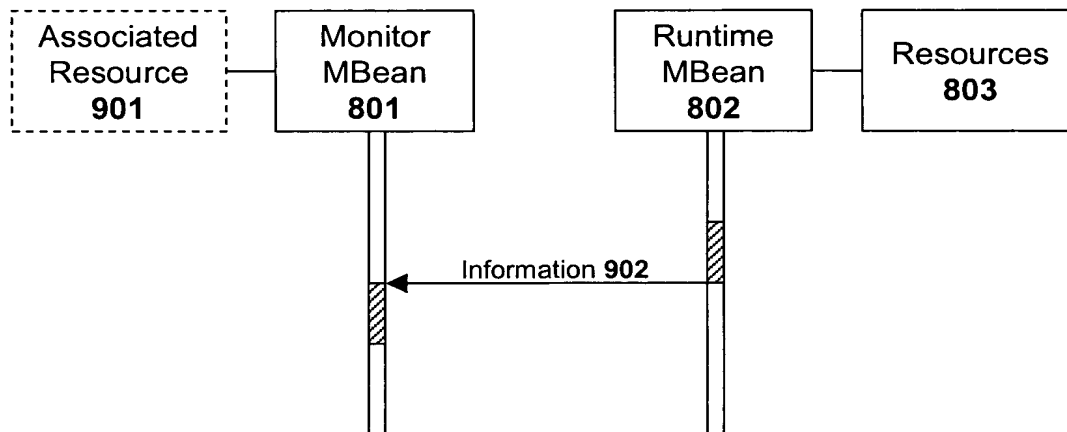 Associated
Resource
901
Monitor
MBean
801
Runtime
MBean
802
Resources
803
Information 902